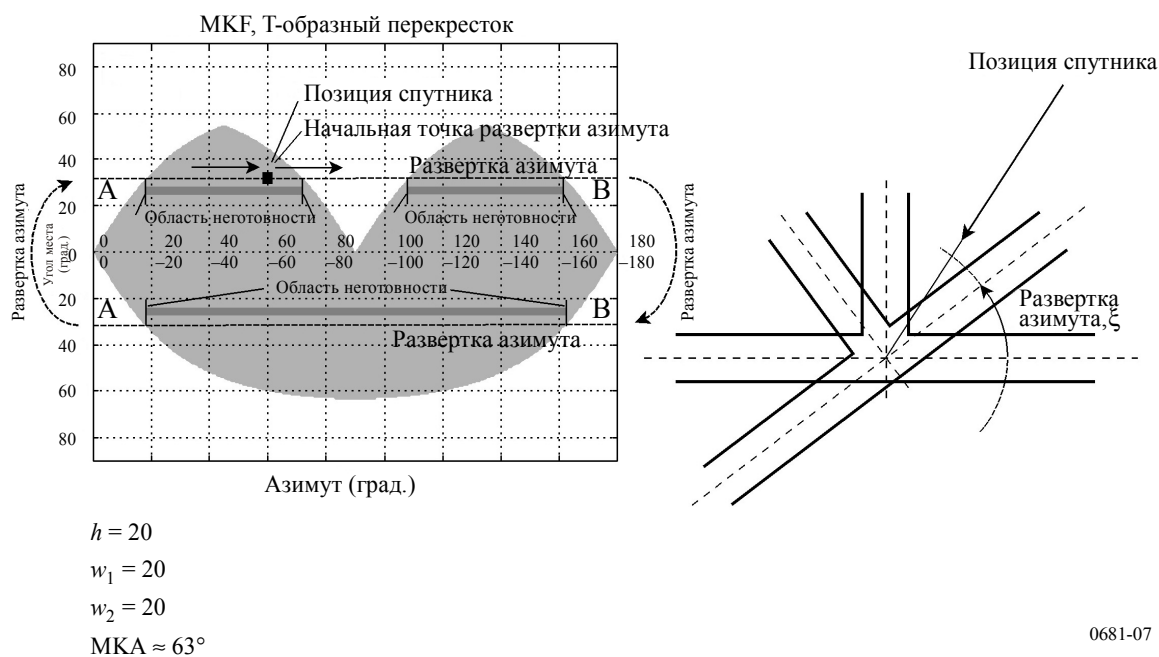 MKF, Т-образный перекресток
80
60
40
20
0
20
40
60
80
Позиция спутника
Начальная точка развертки азимута
Развертка азимута
A
B
Область неготовности
Область неготовности
0 20 40 60 80 100 120 140 160 180
0 –20 –40 –60 –80 –100 –120 –140 –160 –180
Угол места
(град.)
Развертка азимута
Развертка азимута
Область неготовности
A
B
Развертка азимута
Азимут (град.)
Позиция спутника
Развертка
азимута,ξ
h = 20
w1 = 20
w2 = 20
MKA ≈ 63°
0681-07